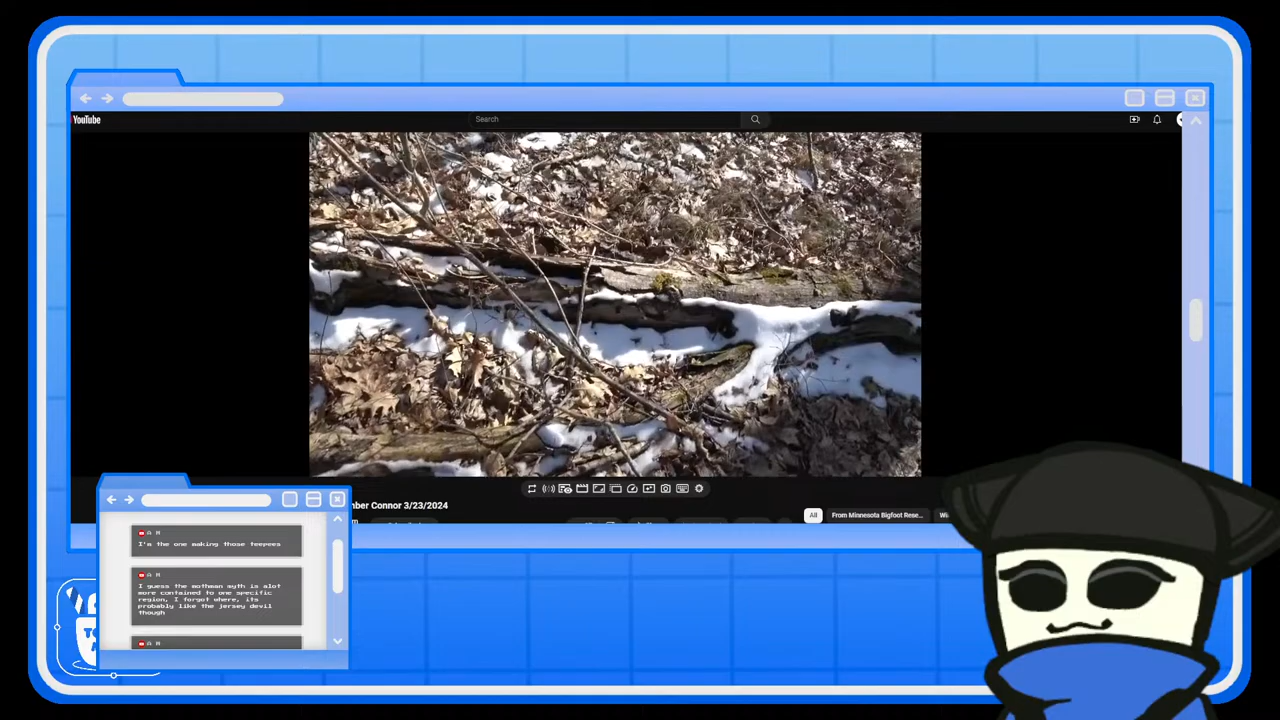 YouTube
Search
mber Connor 3/23/2024
All
From Minnesota Bigfoot Rese...
A M
I'm the one making those teepees
A M
I guess the mothman myth is alot
more contained to one specific
region, I forgot where, its
probably like the jersey devil
though
A M